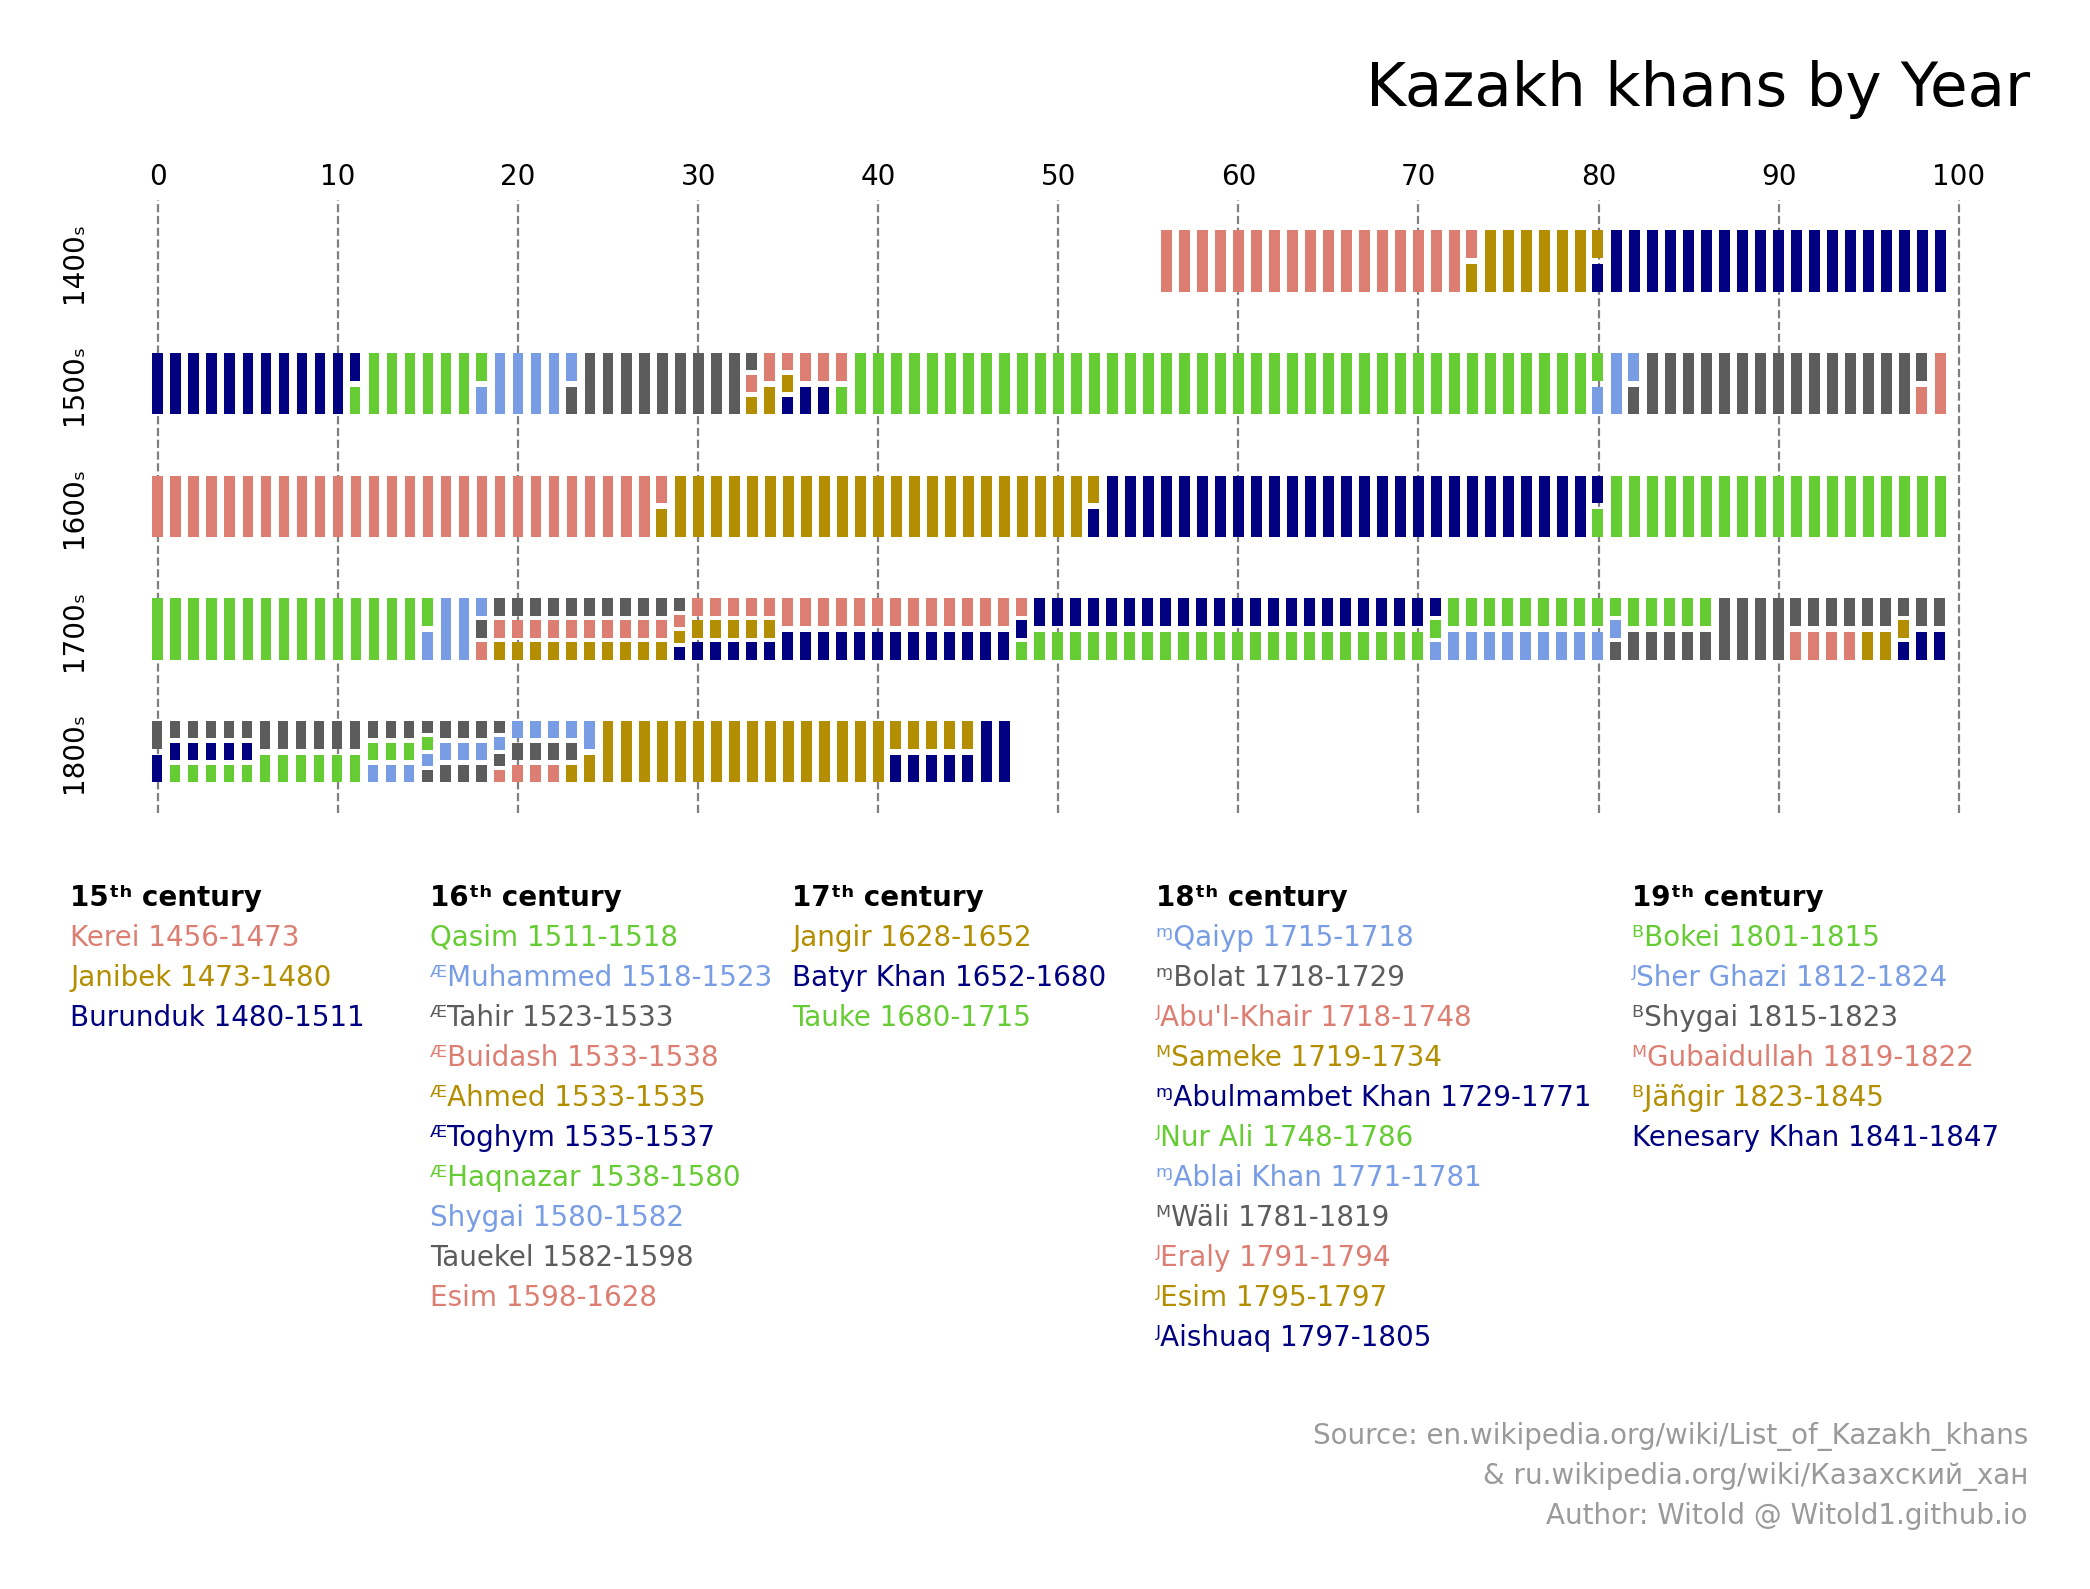 Kazakh khans by Year
0 10 20 30 40 50 60 70 80 90 100
1400ₛ
1500ₛ
1600ₛ
1700ₛ
1800ₛ
15ᵗʰ century
Kerei 1456-1473
Janibek 1473-1480
Burunduk 1480-1511
16ᵗʰ century
Qasim 1511-1518
ᴭMuhammed 1518-1523
ᴭTahir 1523-1533
ᴭBuidash 1533-1538
ᴭAhmed 1533-1535
ᴭToghym 1535-1537
ᴭHaqnazar 1538-1580
Shygai 1580-1582
Tauekel 1582-1598
Esim 1598-1628
17ᵗʰ century
Jangir 1628-1652
Batyr Khan 1652-1680
Tauke 1680-1715
18ᵗʰ century
ᶬQaiyp 1715-1718
ᶬBolat 1718-1729
ᴶAbu'l-Khair 1718-1748
ᴹSameke 1719-1734
ᶬAbulmambet Khan 1729-1771
ᴶNur Ali 1748-1786
ᶬAblai Khan 1771-1781
ᴹWäli 1781-1819
ᴶEraly 1791-1794
ᴶEsim 1795-1797
ᴶAishuaq 1797-1805
19ᵗʰ century
ᴮBokei 1801-1815
ᴶSher Ghazi 1812-1824
ᴮShygai 1815-1823
ᴹGubaidullah 1819-1822
ᴮJäñgir 1823-1845
Kenesary Khan 1841-1847
Source: en.wikipedia.org/wiki/List_of_Kazakh_khans
& ru.wikipedia.org/wiki/Казахский_хан
Author: Witold @ Witold1.github.io